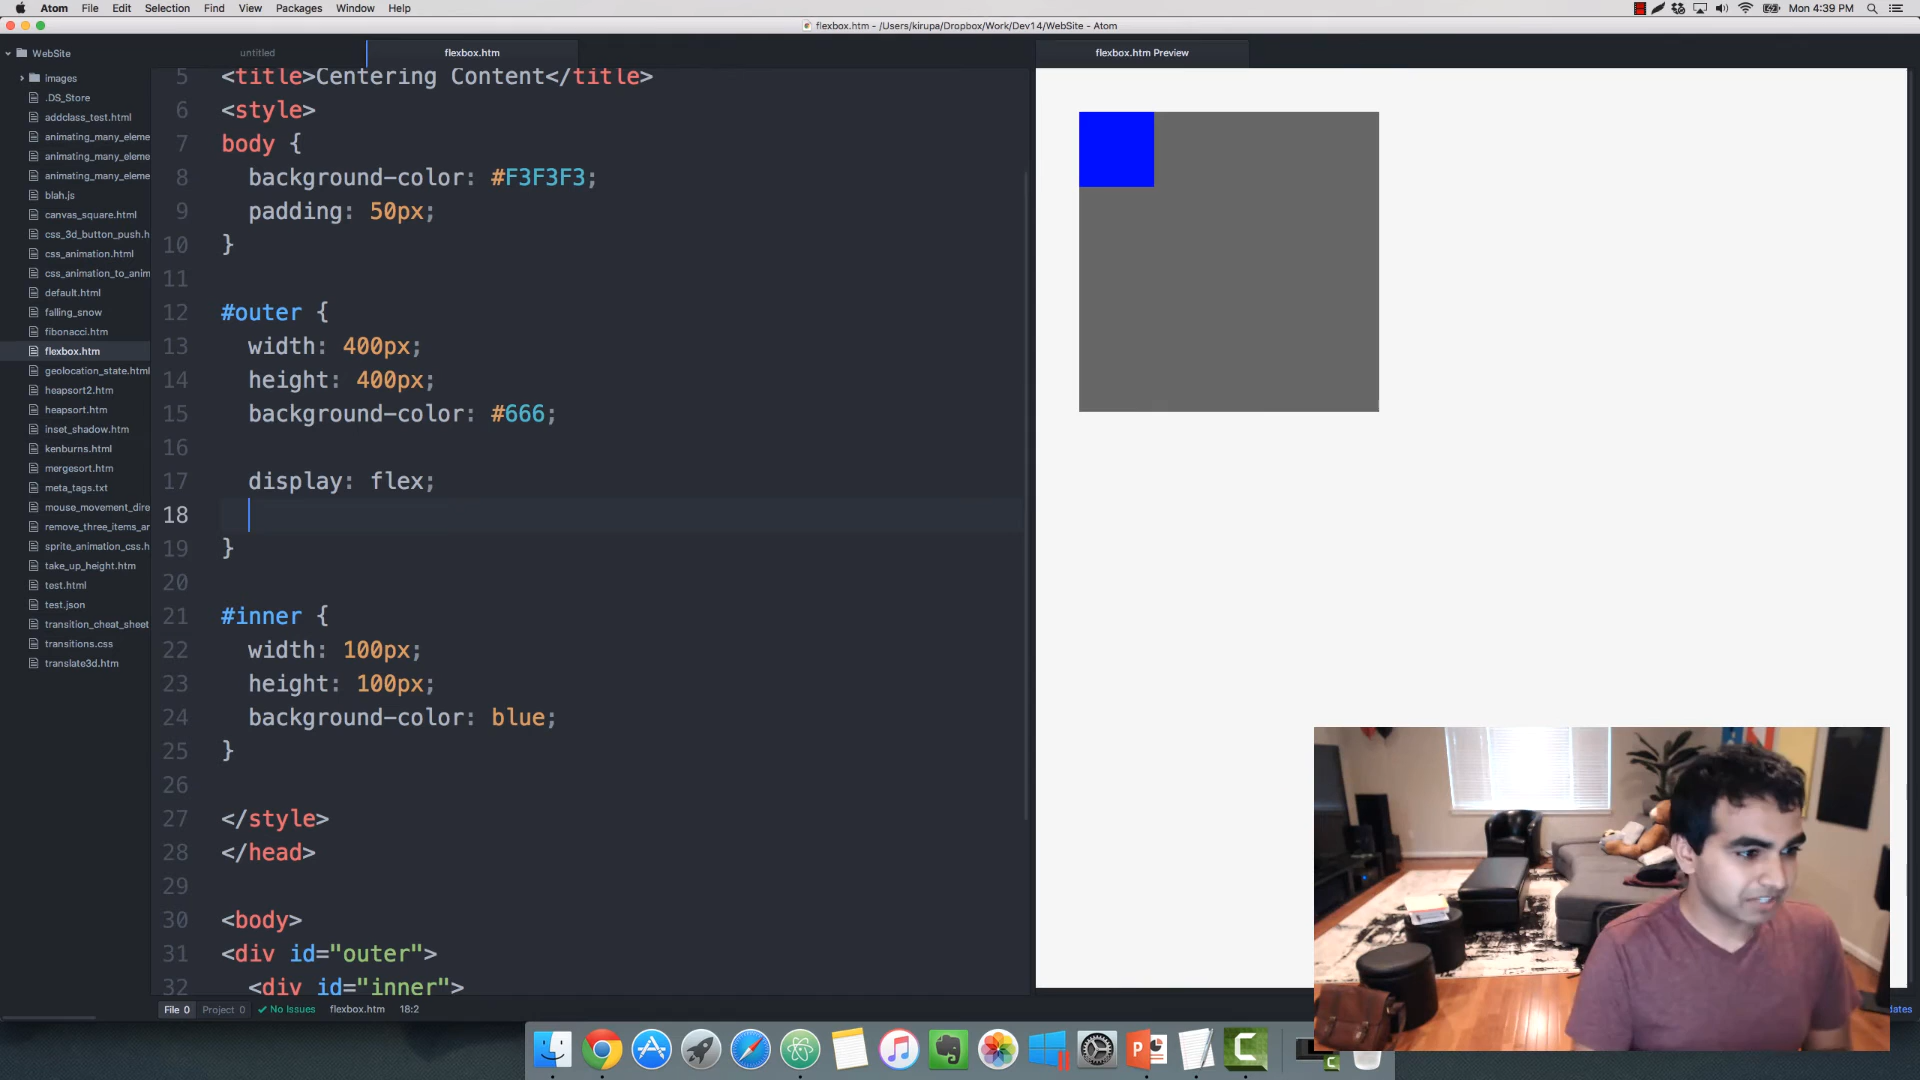 Atom File Edit Selection Find View Packages Window Help Mon 4:39 PM
flexbox.htm - /Users/kirupa/Dropbox/Work/Dev14/WebSite - Atom
WebSite
images
.DS_Store
addclass_test.html
animating_many_eleme
animating_many_eleme
animating_many_eleme
blah.js
canvas_square.html
css_3d_button_push.h
css_animation.html
css_animation_to_anim
default.html
falling_snow
fibonacci.htm
flexbox.htm
geolocation_state.html
heapsort2.htm
heapsort.htm
inset_shadow.htm
kenburns.html
mergesort.htm
meta_tags.txt
mouse_movement_dire
remove_three_items_ar
sprite_animation_css.h
take_up_height.htm
test.html
test.json
transition_cheat_sheet
transitions.css
translate3d.htm
untitled flexbox.htm
5 <title>Centering Content</title>
6 <style>
7 body {
8 background-color: #F3F3F3;
9 padding: 50px;
10 }
11
12 #outer {
13 width: 400px;
14 height: 400px;
15 background-color: #666;
16
17 display: flex;
18
19 }
20
21 #inner {
22 width: 100px;
23 height: 100px;
24 background-color: blue;
25 }
26
27 </style>
28 </head>
29
30 <body>
31 <div id="outer">
32 <div id="inner">
File 0 Project 0 No Issues flexbox.htm 18:2
flexbox.htm Preview
dates